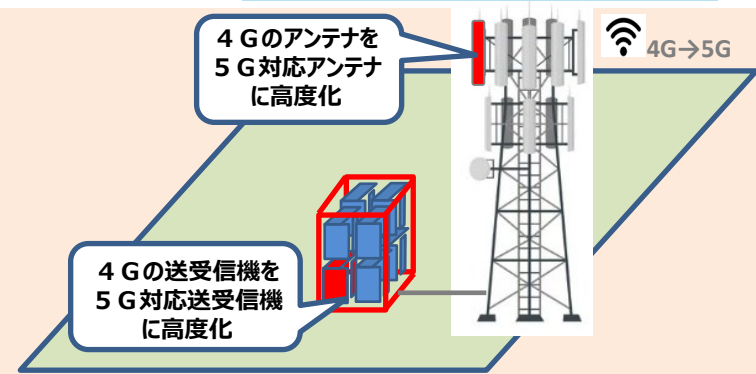 ４Ｇのアンテナを
５Ｇ対応アンテナ
に高度化
4G→5G
４Ｇの送受信機を
５Ｇ対応送受信機
に高度化